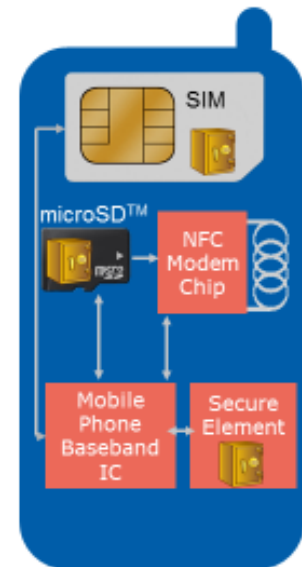 SIM
microSD™
NFC
Modem
Chip
Mobile
Phone
Baseband
IC
Secure
Element